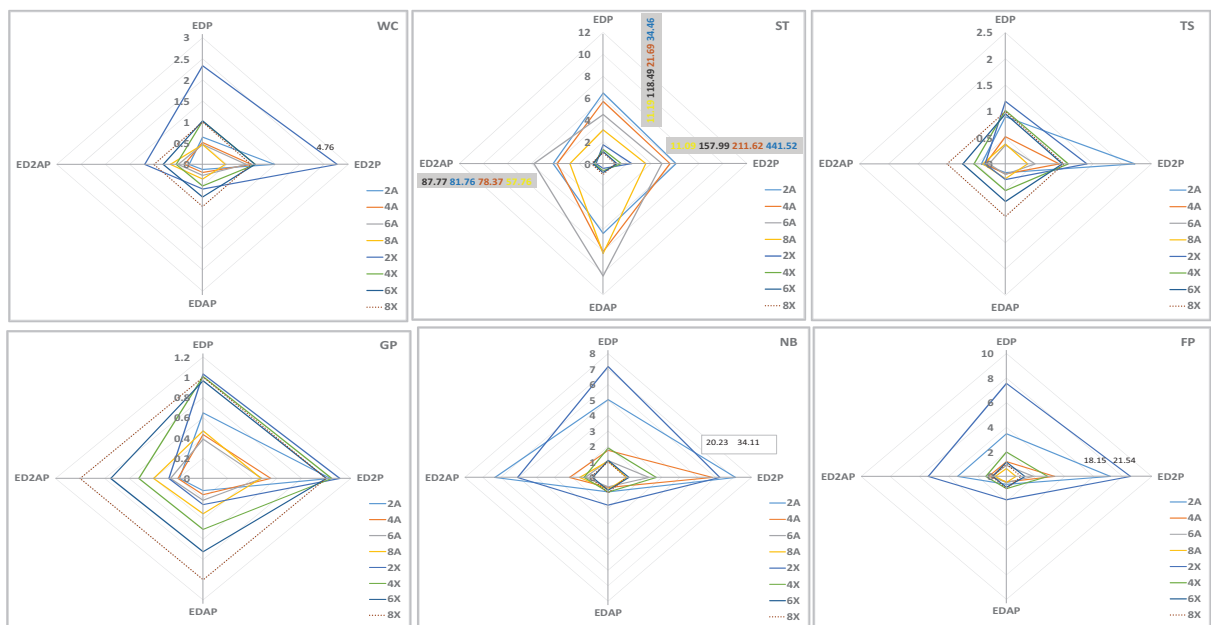 WC
EDP
3
2.5
2
1.5
1
0.5
0
ED2AP
4.76
ED2P
EDAP
2A
4A
6A
8A
2X
4X
6X
8X
ST
EDP
12
10
8
6
4
2
0
118.49 21.69 34.46
157.99 211.62 441.52
87.77 81.76 78.37
ED2AP
ED2P
EDAP
2A
4A
6A
8A
2X
4X
6X
8X
TS
EDP
2.5
2
1.5
1
0.5
0
ED2AP
ED2P
EDAP
2A
4A
6A
8A
2X
4X
6X
8X
GP
EDP
1.2
1
0.8
0.6
0.4
0.2
0
ED2AP
ED2P
EDAP
2A
4A
6A
8A
2X
4X
6X
8X
NB
EDP
8
7
6
5
4
3
2
1
0
20.23 34.11
ED2AP
ED2P
EDAP
2A
4A
6A
8A
2X
4X
6X
8X
FP
EDP
10
8
6
4
2
0
18.15 21.54
ED2AP
ED2P
EDAP
2A
4A
6A
8A
2X
4X
6X
8X